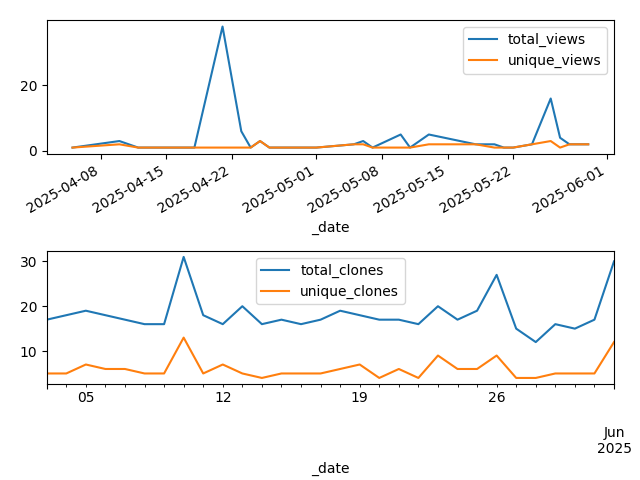 total_views
unique_views
20
0
2025-04-08
2025-04-15
2025-04-22
2025-05-01
2025-05-08
2025-05-15
2025-05-22
2025-06-01
_date
total_clones
unique_clones
30
20
10
05
12
19
26
Jun
2025
_date